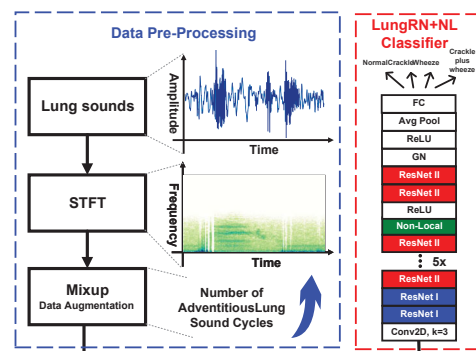 Data Pre-Processing
Lung sounds
Amplitude
Time
STFT
Frequency
Time
Mixup
Data Augmentation
Number of
AdventitiousLung
Sound Cycles
LungRN+NL
Classifier
Normal
Crackle
Wheeze
Crackle
plus
wheeze
FC
Avg Pool
ReLU
GN
ResNet II
ResNet II
ReLU
Non-Local
ResNet II
5x
ResNet II
ResNet I
ResNet I
Conv2D, k=3